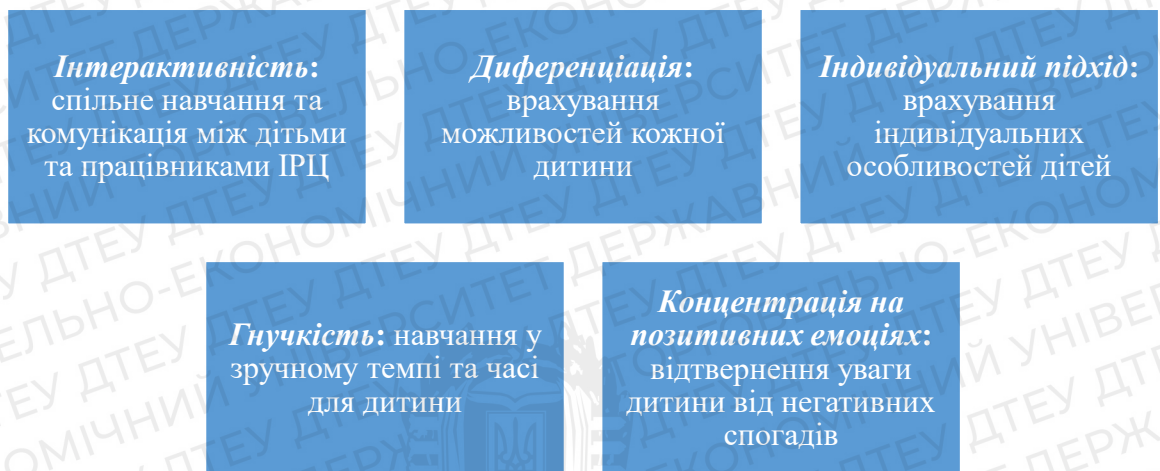 Інтерактивність:
спільне навчання та
комунікація між дітьми
та працівниками ІРЦ
Диференціація:
врахування
можливостей кожної
дитини
Індивідуальний підхід:
врахування
індивідуальних
особливостей дітей
Гнучкість: навчання у
зручному темпі та часі
для дитини
Концентрація на
позитивних емоціях:
відтвернення уваги
дитини від негативних
спогадів